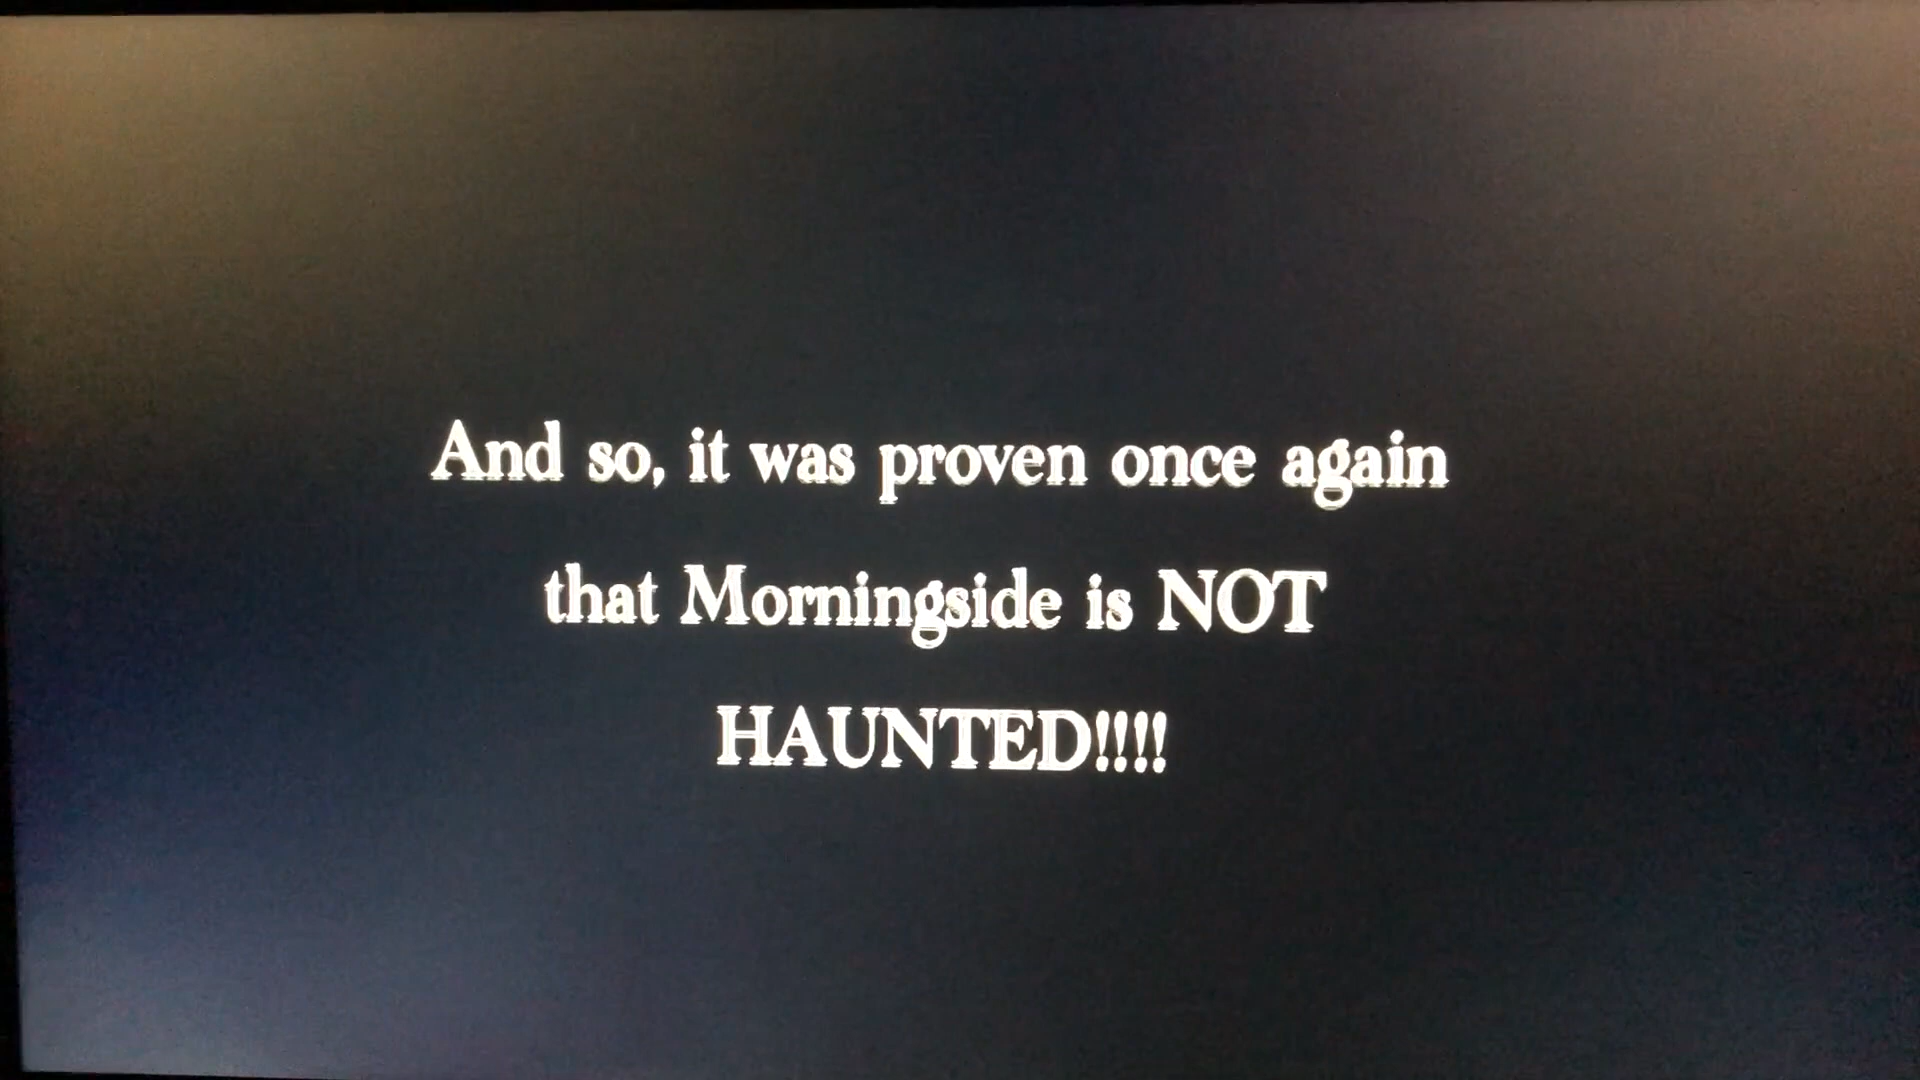 And so, it was proven once again
that Morningside is NOT
HAUNTED!!!!